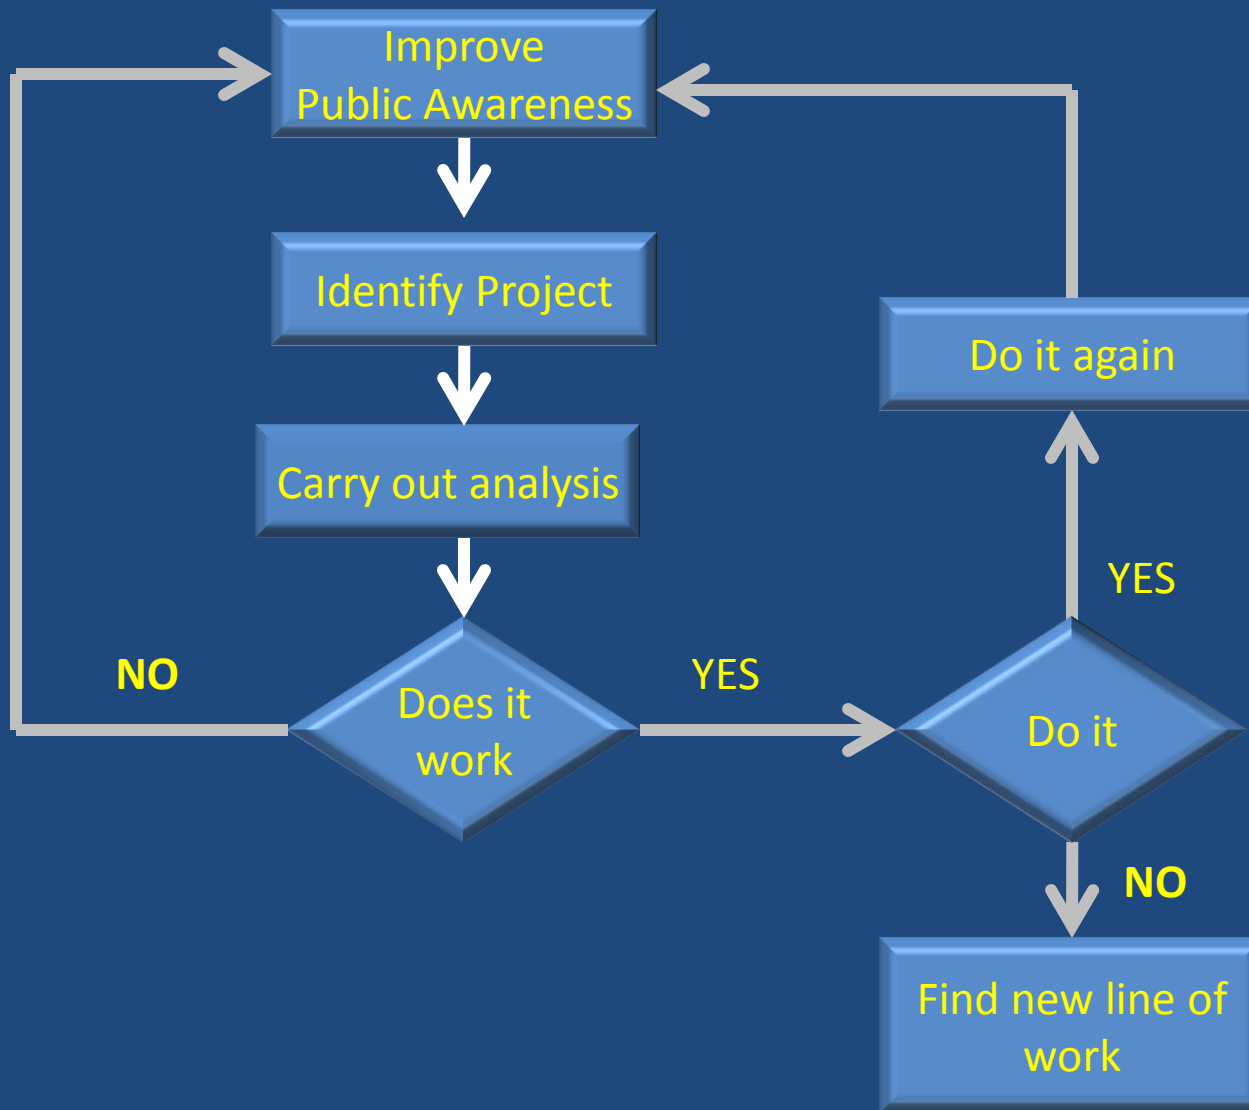 Improve
Public Awareness
Identify Project
Do it again
Carry out analysis
YES
NO
YES
Does it
work
Do it
NO
Find new line of
work